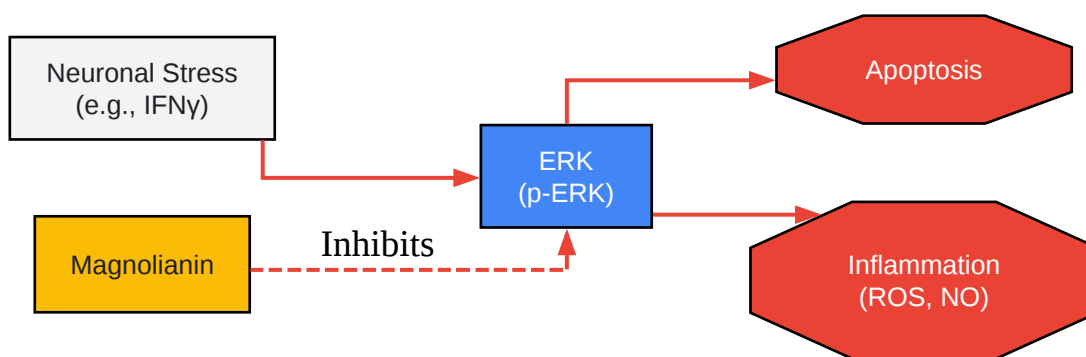 Neuronal Stress
(e.g., IFNγ)
Apoptosis
ERK
(p-ERK)
Inhibits
Magnolianin
Inflammation
(ROS, NO)